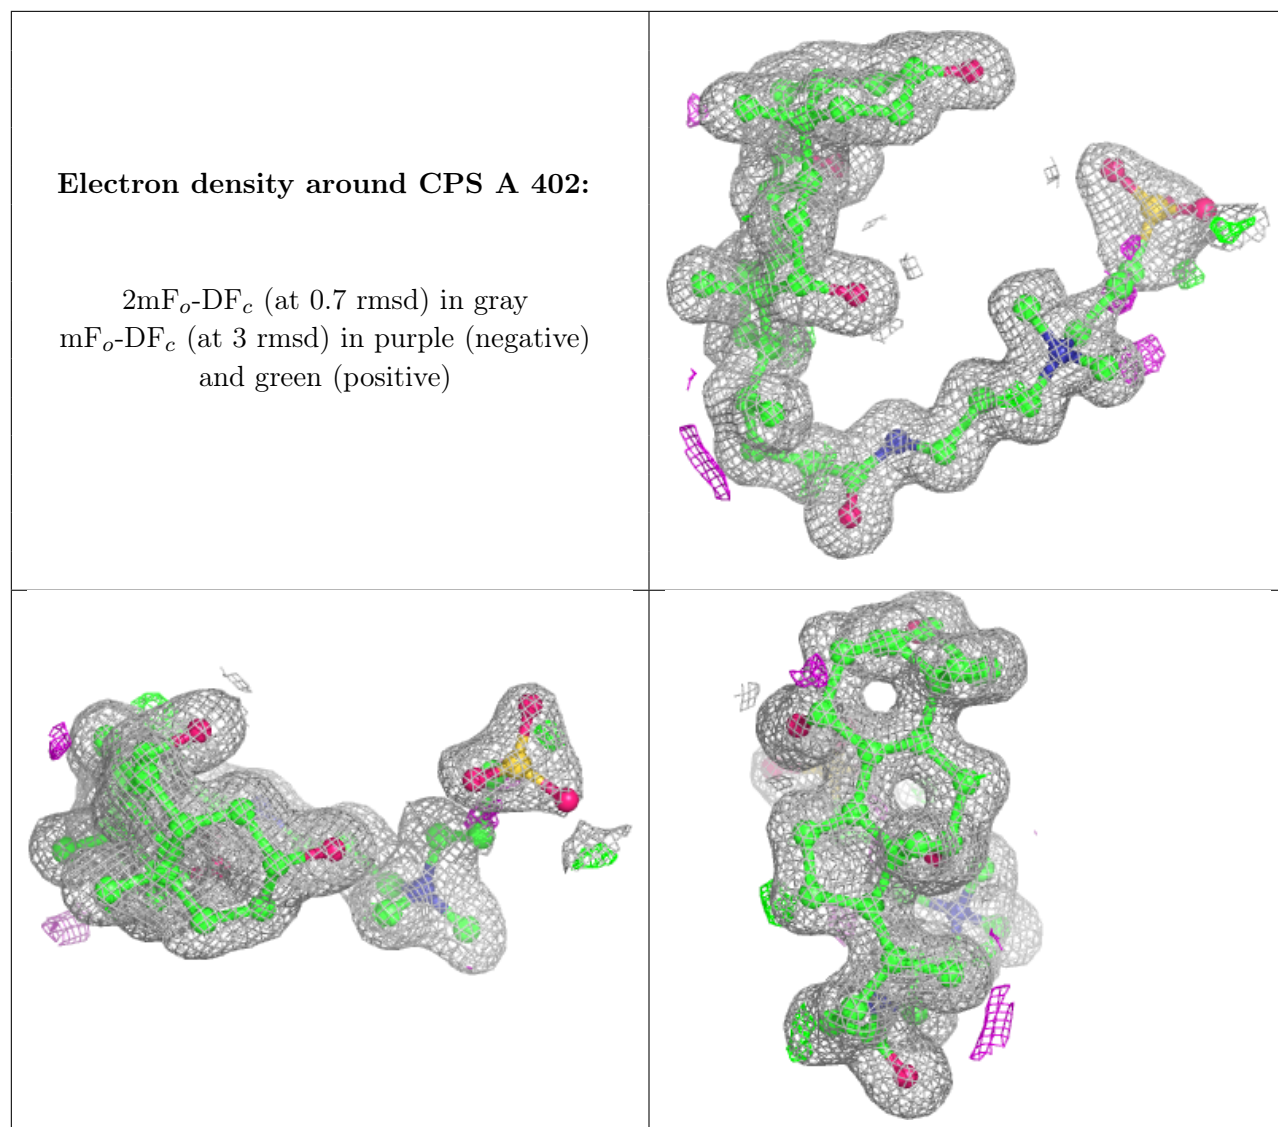 Electron density around CPS A 402:
2mFo-DFc (at 0.7 rmsd) in gray
mFo-DFc (at 3 rmsd) in purple (negative)
and green (positive)